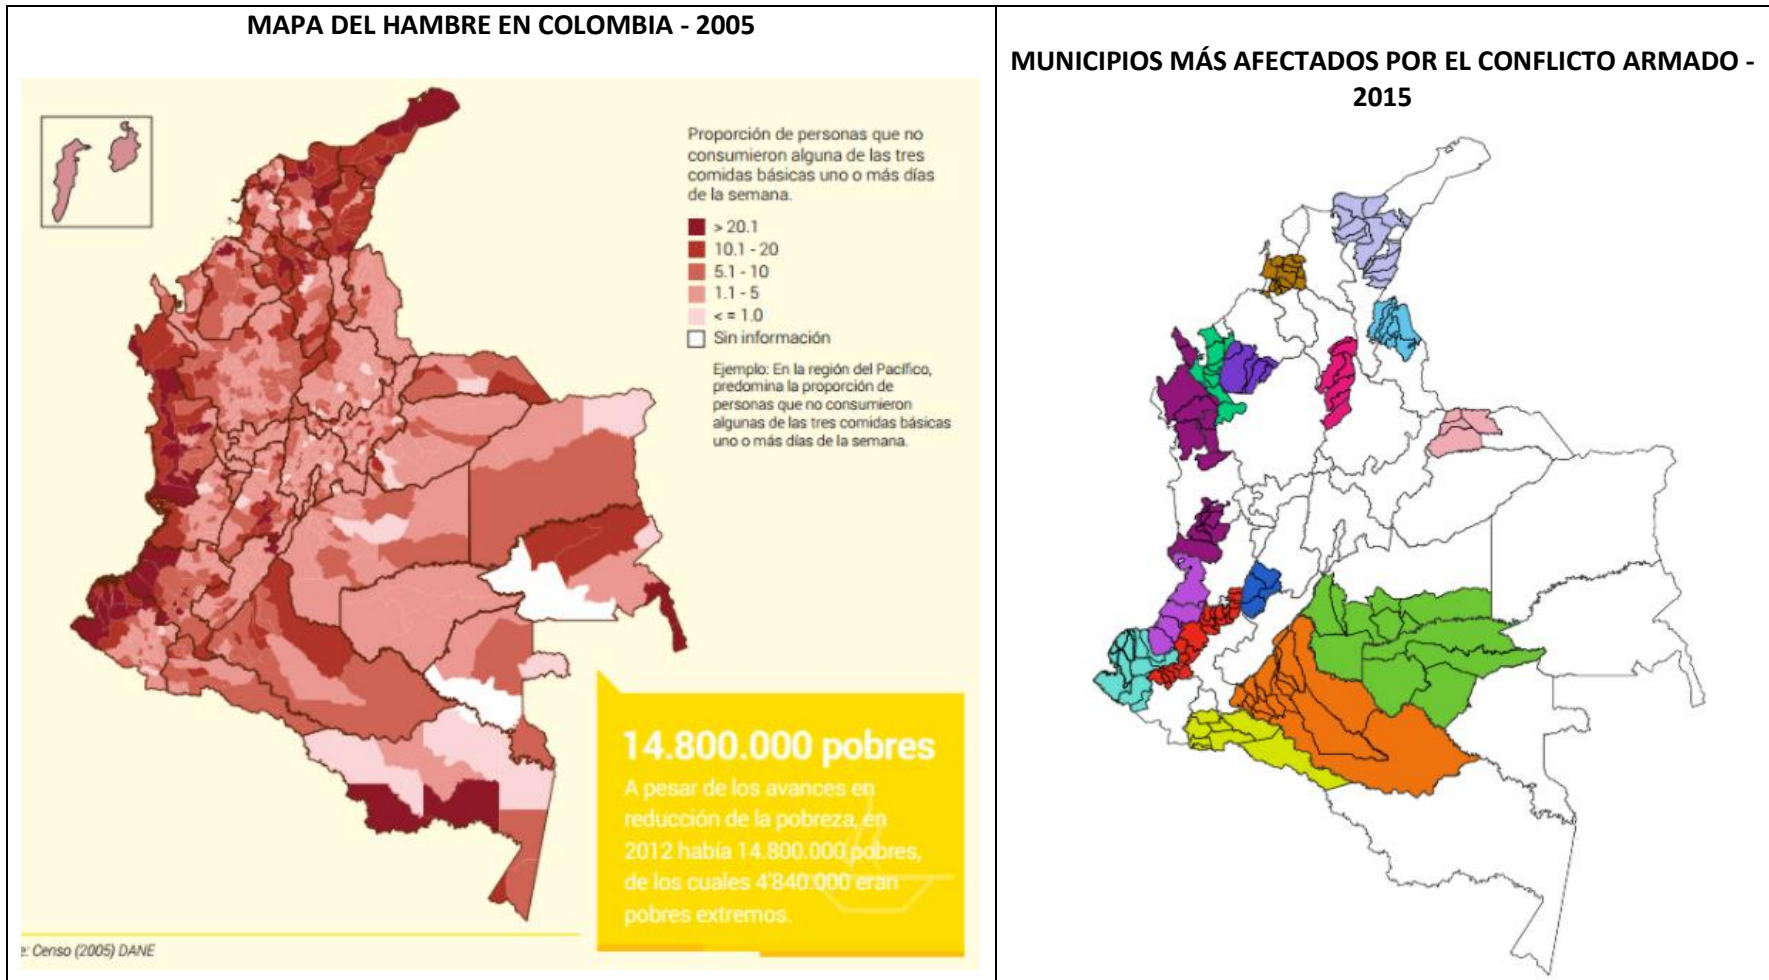 MAPA DEL HAMBRE EN COLOMBIA - 2005
Proporción de personas que no
consumieron alguna de las tres
comidas básicas uno o más días
de la semana.
> 20.1
10.1 - 20
5.1 - 10
1.1 - 5
< = 1.0
Sin información
Ejemplo: En la región del Pacífico,
predomina la proporción de
personas que no consumieron
algunas de las tres comidas básicas
uno o más días de la semana.
14.800.000 pobres
A pesar de los avances en
reducción de la pobreza, en
2012 había 14.800.000 pobres,
de los cuales 4'840.000 eran
pobres extremos.
e: Censo (2005) DANE
MUNICIPIOS MÁS AFECTADOS POR EL CONFLICTO ARMADO -
2015